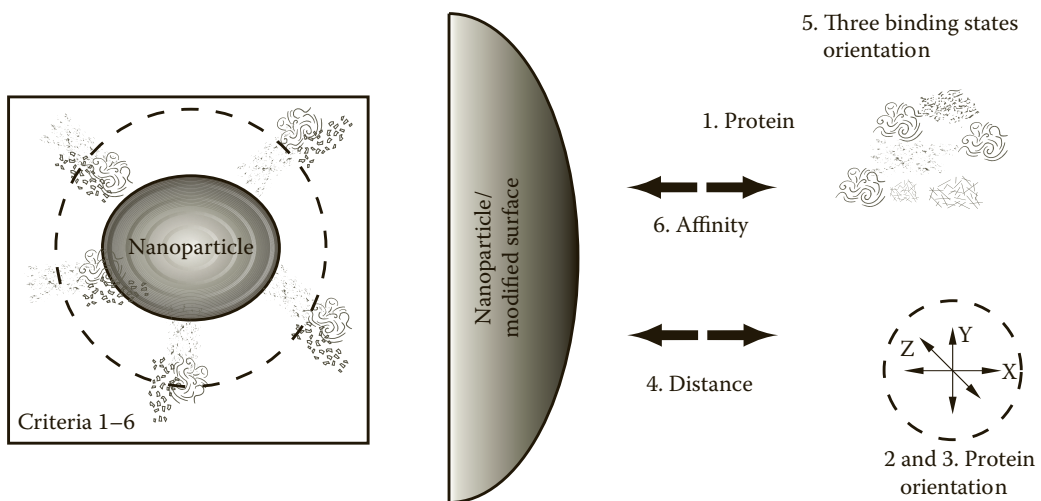 Nanoparticle
Criteria 1–6
Nanoparticle/
modified surface
5. Three binding states
orientation
1. Protein
6. Affinity
4. Distance
Y
Z
X
2 and 3. Protein
orientation